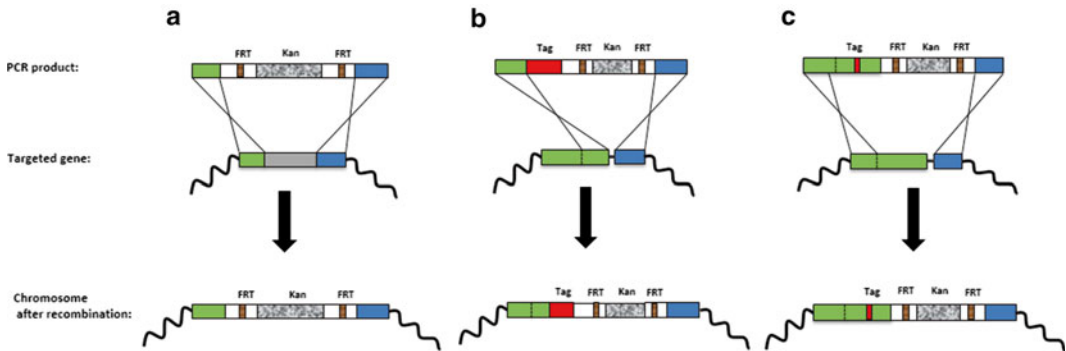 a
b
c
FRT Kan FRT
Tag FRT Kan FRT
Tag FRT Kan FRT
PCR product:
Targeted gene:
FRT Kan FRT
Tag FRT Kan FRT
Tag FRT Kan FRT
Chromosome
after recombination: